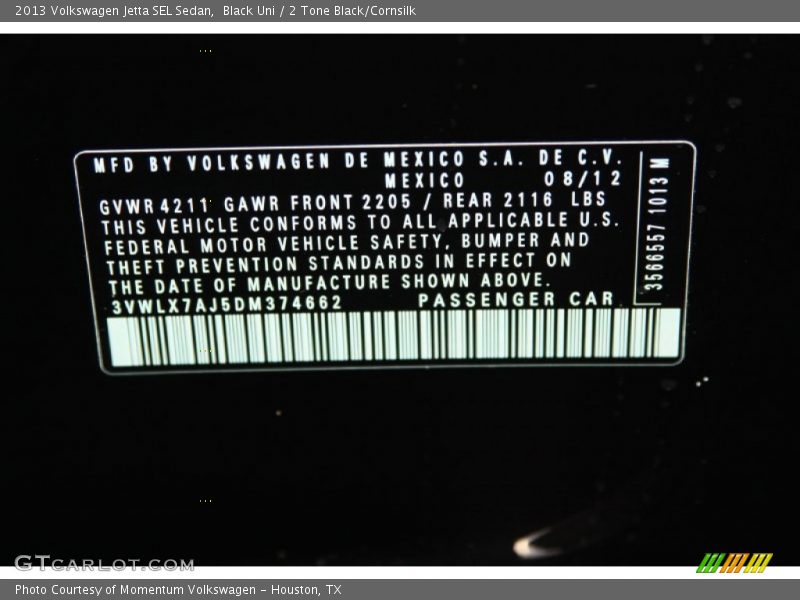 2013 Volkswagen Jetta SEL Sedan,  Black Uni / 2 Tone Black/Cornsilk
MFD BY VOLKSWAGEN DE MEXICO S.A. DE C.V.
MEXICO 08/12
GVWR 4211 GAWR FRONT 2205 / REAR 2116 LBS
THIS VEHICLE CONFORMS TO ALL APPLICABLE U.S.
FEDERAL MOTOR VEHICLE SAFETY, BUMPER AND
THEFT PREVENTION STANDARDS IN EFFECT ON
THE DATE OF MANUFACTURE SHOWN ABOVE.
3VWLX7AJ5DM374662 PASSENGER CAR
3566557 1013 M
GTCARLOT.COM
Photo Courtesy of Momentum Volkswagen - Houston, TX